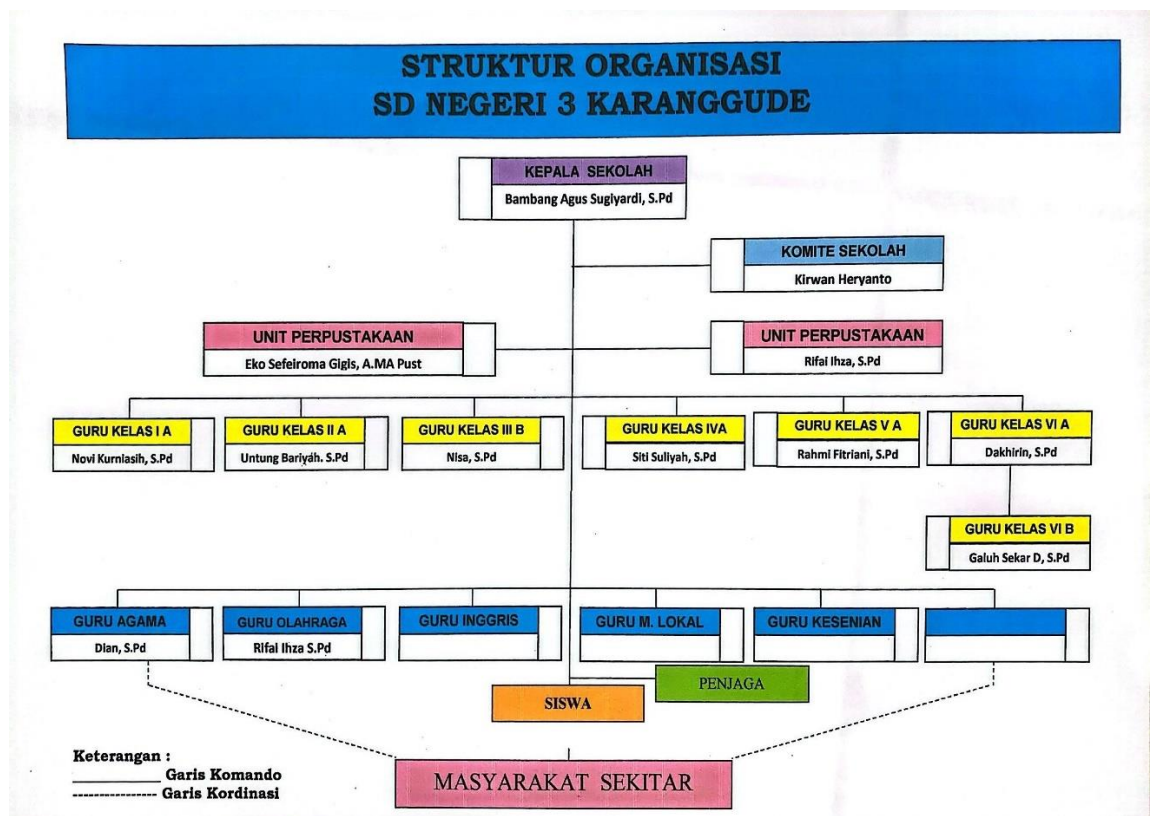 STRUKTUR ORGANISASI
SD NEGERI 3 KARANGGUDE
KEPALA SEKOLAH
Bambang Agus Sugiyardi, S.Pd
KOMITE SEKOLAH
Kirwan Heryanto
UNIT PERPUSTAKAAN
Eko Sefeiroma Gigis, A.MA Pust
UNIT PERPUSTAKAAN
Rifai Ihza, S.Pd
GURU KELAS I A
Novi Kurniasih, S.Pd
GURU KELAS II A
Untung Bariyah. S.Pd
GURU KELAS III B
Nisa, S.Pd
GURU KELAS IVA
Siti Suliyah, S.Pd
GURU KELAS V A
Rahmi Fitriani, S.Pd
GURU KELAS VI A
Dakhirin, S.Pd
GURU KELAS VI B
Galuh Sekar D, S.Pd
GURU AGAMA
Dian, S.Pd
GURU OLAHRAGA
Rifai Ihza S.Pd
GURU INGGRIS
GURU M. LOKAL
GURU KESENIAN
PENJAGA
SISWA
Keterangan :
Garis Komando
Garis Kordinasi
MASYARAKAT SEKITAR